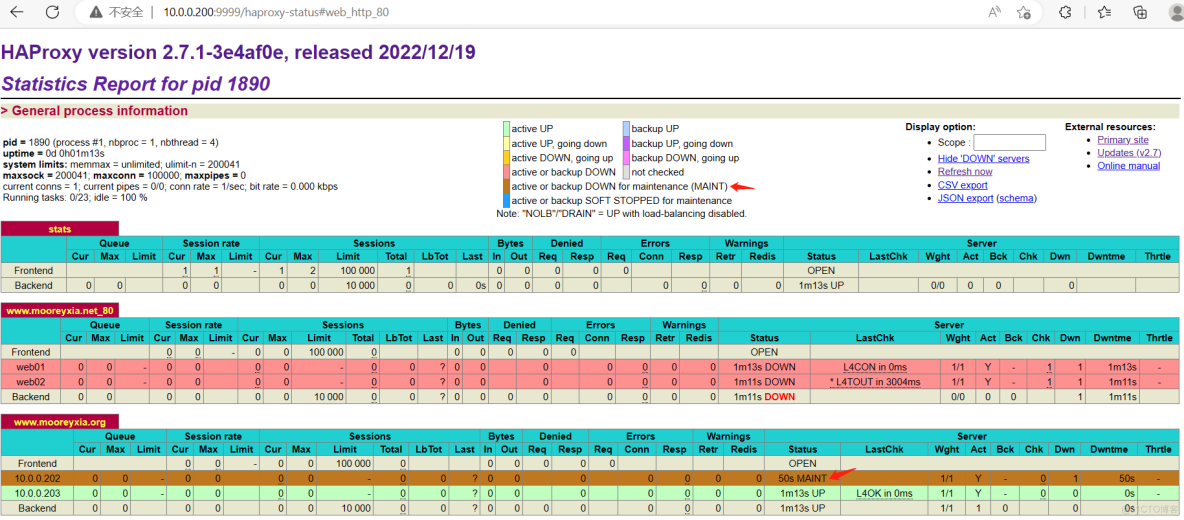 不安全 | 10.0.0.200:9999/haproxy-status#web_http_80
HAProxy version 2.7.1-3e4af0e, released 2022/12/19
Statistics Report for pid 1890
> General process information
pid = 1890 (process #1, nbproc = 1, nbthread = 4)
uptime = 0d 0h01m13s
system limits: memmax = unlimited; ulimit-n = 200041
maxsock = 200041; maxconn = 100000; maxpipes = 0
current conns = 1; current pipes = 0/0; conn rate = 1/sec; bit rate = 0.000 kbps
Running tasks: 0/23; idle = 100 %
active UP backup UP
active UP, going down backup UP, going down
active DOWN, going up backup DOWN, going up
active or backup DOWN not checked
active or backup DOWN for maintenance (MAINT)
active or backup SOFT STOPPED for maintenance
Note: "NOLB"/"DRAIN" = UP with load-balancing disabled.
Display option:
• Scope :
• Hide 'DOWN' servers
• Refresh now
• CSV export
• JSON export (schema)
External resources:
• Primary site
• Updates (v2.7)
• Online manual
stats
Queue Session rate Sessions Bytes Denied Errors Warnings Server
Cur Max Limit Cur Max Limit Cur Max Limit Total LbTot Last In Out Req Resp Req Conn Resp Retr Redis Status LastChk Wght Act Bck Chk Dwn Dwntme Thrtle
Frontend 1 1 - 1 2 100 000 1 0 0 0 0 0 OPEN
Backend 0 0 0 0 0 0 10 000 0 0 0s 0 0 0 0 0 0 0 0 1m13s UP 0/0 0 0 0
www.mooreyxia.net_80
Queue Session rate Sessions Bytes Denied Errors Warnings Server
Cur Max Limit Cur Max Limit Cur Max Limit Total LbTot Last In Out Req Resp Req Conn Resp Retr Redis Status LastChk Wght Act Bck Chk Dwn Dwntme Thrtle
Frontend 0 0 - 0 0 100 000 0 0 0 0 0 0 OPEN
web01 0 0 - 0 0 0 0 - 0 0 ? 0 0 0 0 0 0 0 1m13s DOWN L4CON in 0ms 1/1 Y - 1 1 1m13s -
web02 0 0 - 0 0 0 0 - 0 0 ? 0 0 0 0 0 0 0 1m11s DOWN * L4TOUT in 3004ms 1/1 Y - 1 1 1m11s -
Backend 0 0 0 0 0 0 10 000 0 0 ? 0 0 0 0 0 0 0 0 1m11s DOWN 0/0 0 0 1 1m11s
www.mooreyxia.org
Queue Session rate Sessions Bytes Denied Errors Warnings Server
Cur Max Limit Cur Max Limit Cur Max Limit Total LbTot Last In Out Req Resp Req Conn Resp Retr Redis Status LastChk Wght Act Bck Chk Dwn Dwntme Thrtle
Frontend 0 0 - 0 0 100 000 0 0 0 0 0 0 OPEN
10.0.0.202 0 0 - 0 0 0 0 - 0 0 ? 0 0 0 0 0 0 0 50s MAINT 1/1 Y - 0 1 50s -
10.0.0.203 0 0 - 0 0 0 0 - 0 0 ? 0 0 0 0 0 0 0 1m13s UP L4OK in 0ms 1/1 Y - 0 0 0s -
Backend 0 0 0 0 0 0 10 000 0 0 ? 0 0 0 0 0 0 0 0 1m13s UP 1/1 1 0 0 0s